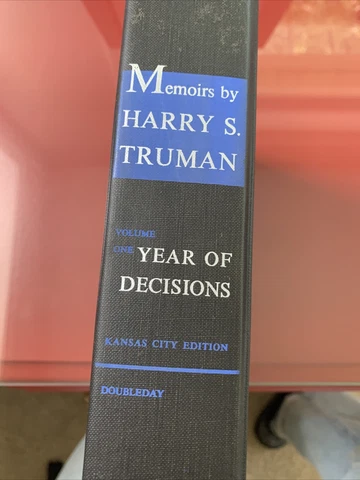 Memoirs by
HARRY S.
TRUMAN
VOLUME
ONE YEAR OF
DECISIONS
KANSAS CITY EDITION
DOUBLEDAY